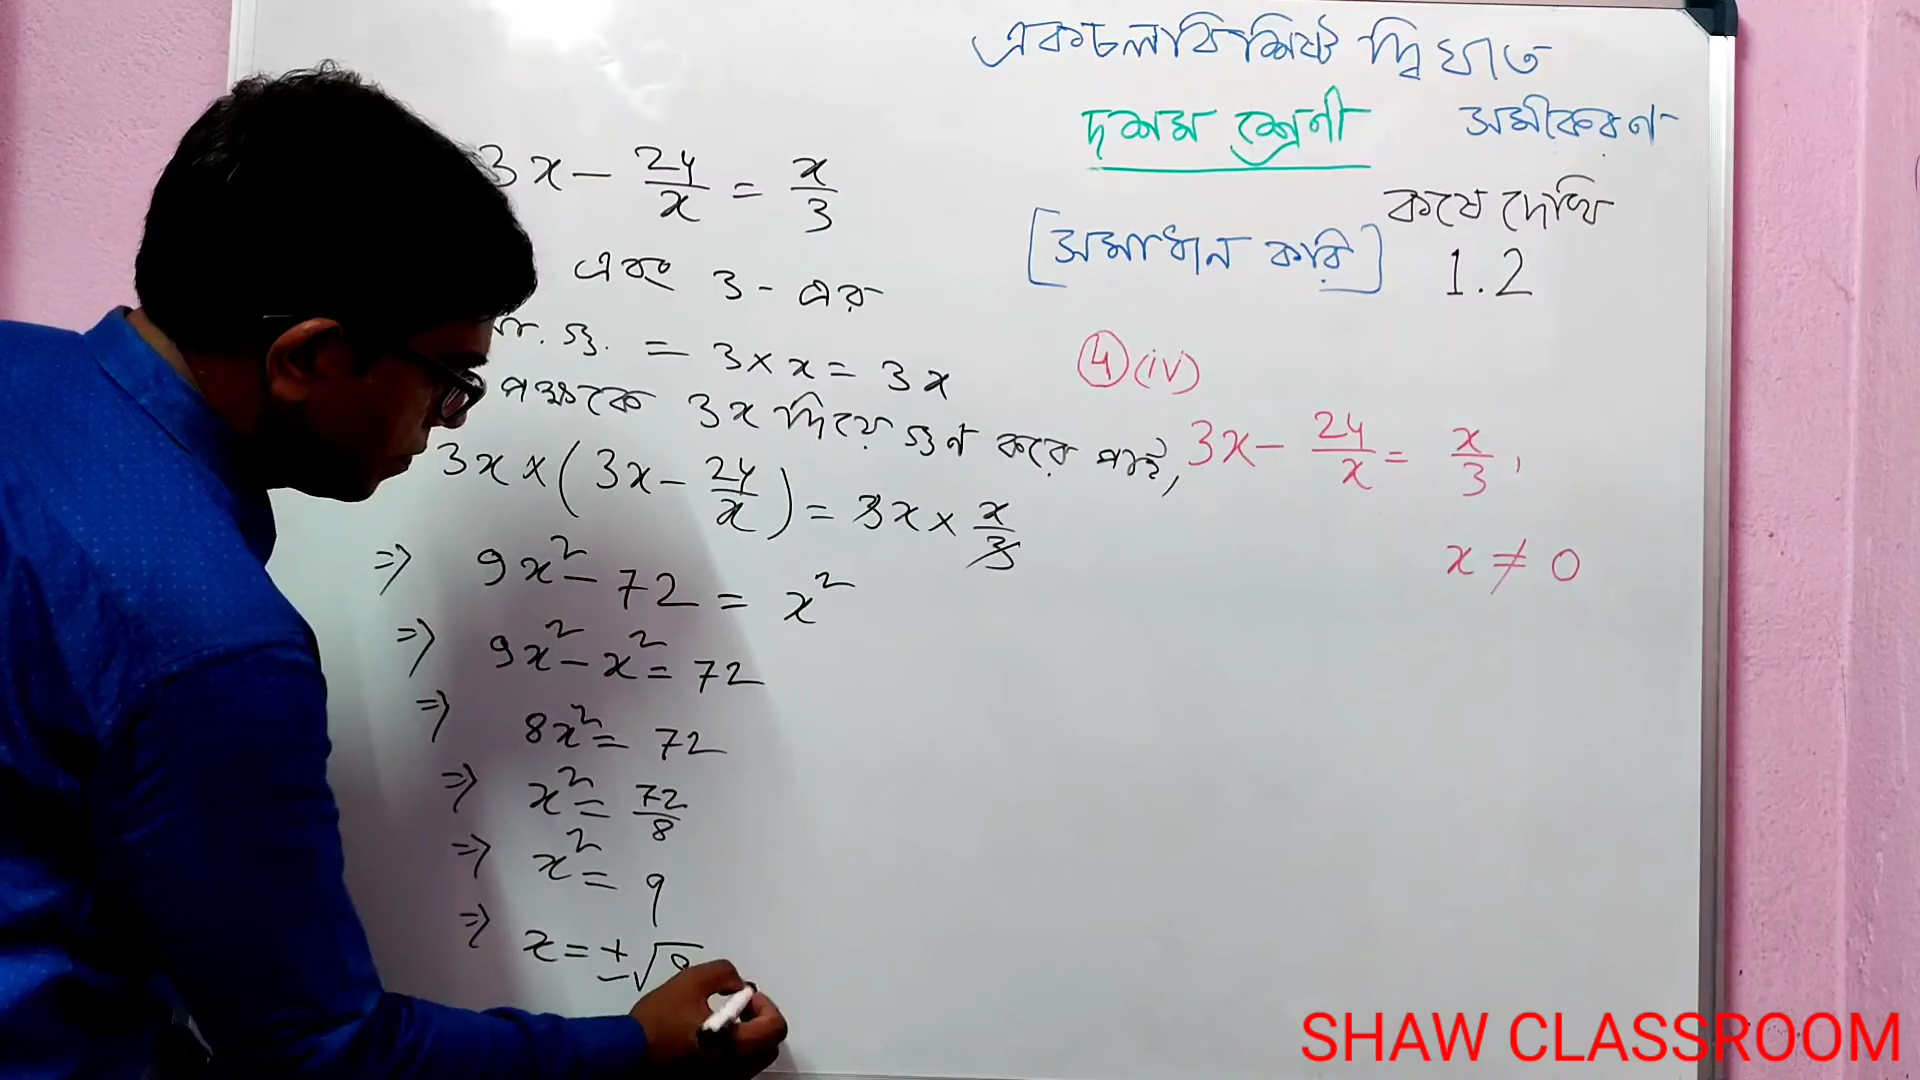 একচলবিশিষ্ট দ্বিঘাত
সমীকরণ
দশম শ্রেণী
কষে দেখি
1.2
[সমাধান করি]
4 (iv)
3x - 24/x = x/3,
x ≠ 0
3x - 24/x = x/3
এবং 3-এর
সা. গু. = 3 × x = 3x
পক্ষকে 3x দিয়ে গুণ করে পাই,
3x × (3x - 24/x) = 3x × x/3
⇒ 9x² - 72 = x²
⇒ 9x² - x² = 72
⇒ 8x² = 72
⇒ x² = 72/8
⇒ x² = 9
⇒ x = ±√9
SHAW CLASSROOM